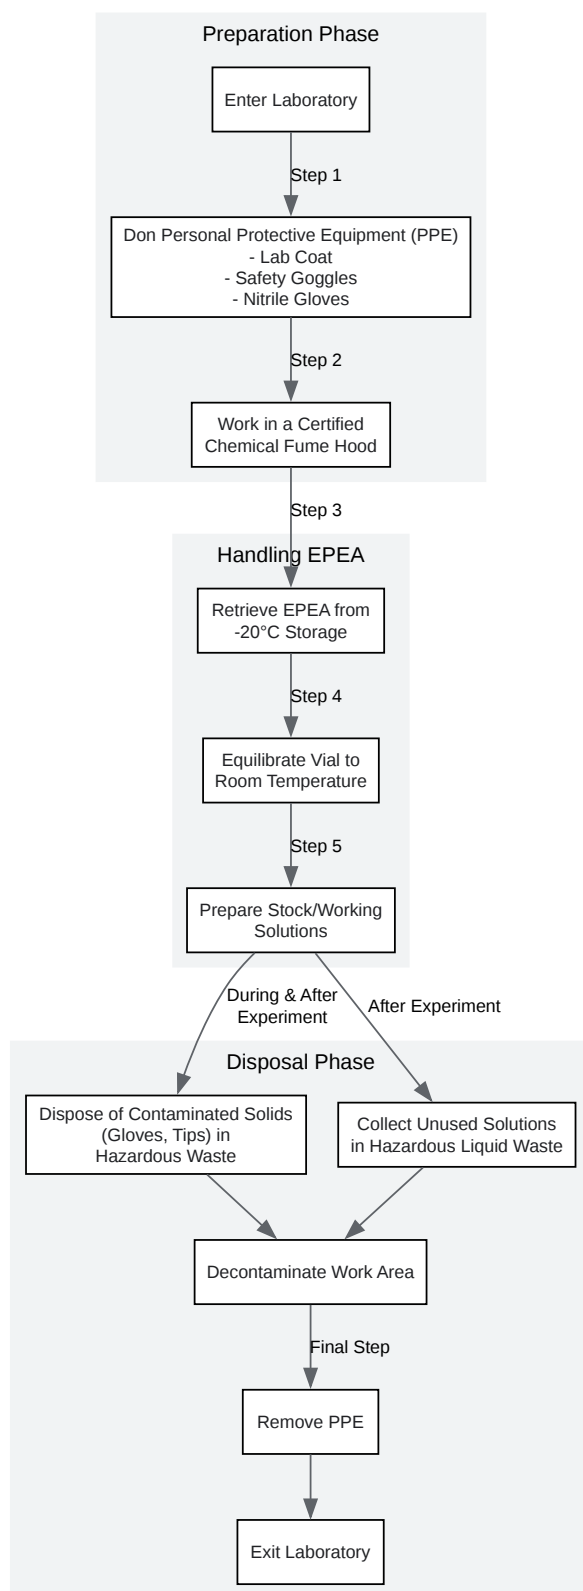 Preparation Phase
Enter Laboratory
Step 1
Don Personal Protective Equipment (PPE)
- Lab Coat
- Safety Goggles
- Nitrile Gloves
Step 2
Work in a Certified
Chemical Fume Hood
Step 3
Handling EPEA
Retrieve EPEA from
-20°C Storage
Step 4
Equilibrate Vial to
Room Temperature
Step 5
Prepare Stock/Working
Solutions
During & After
Experiment
After Experiment
Disposal Phase
Dispose of Contaminated Solids
(Gloves, Tips) in
Hazardous Waste
Collect Unused Solutions
in Hazardous Liquid Waste
Decontaminate Work Area
Final Step
Remove PPE
Exit Laboratory